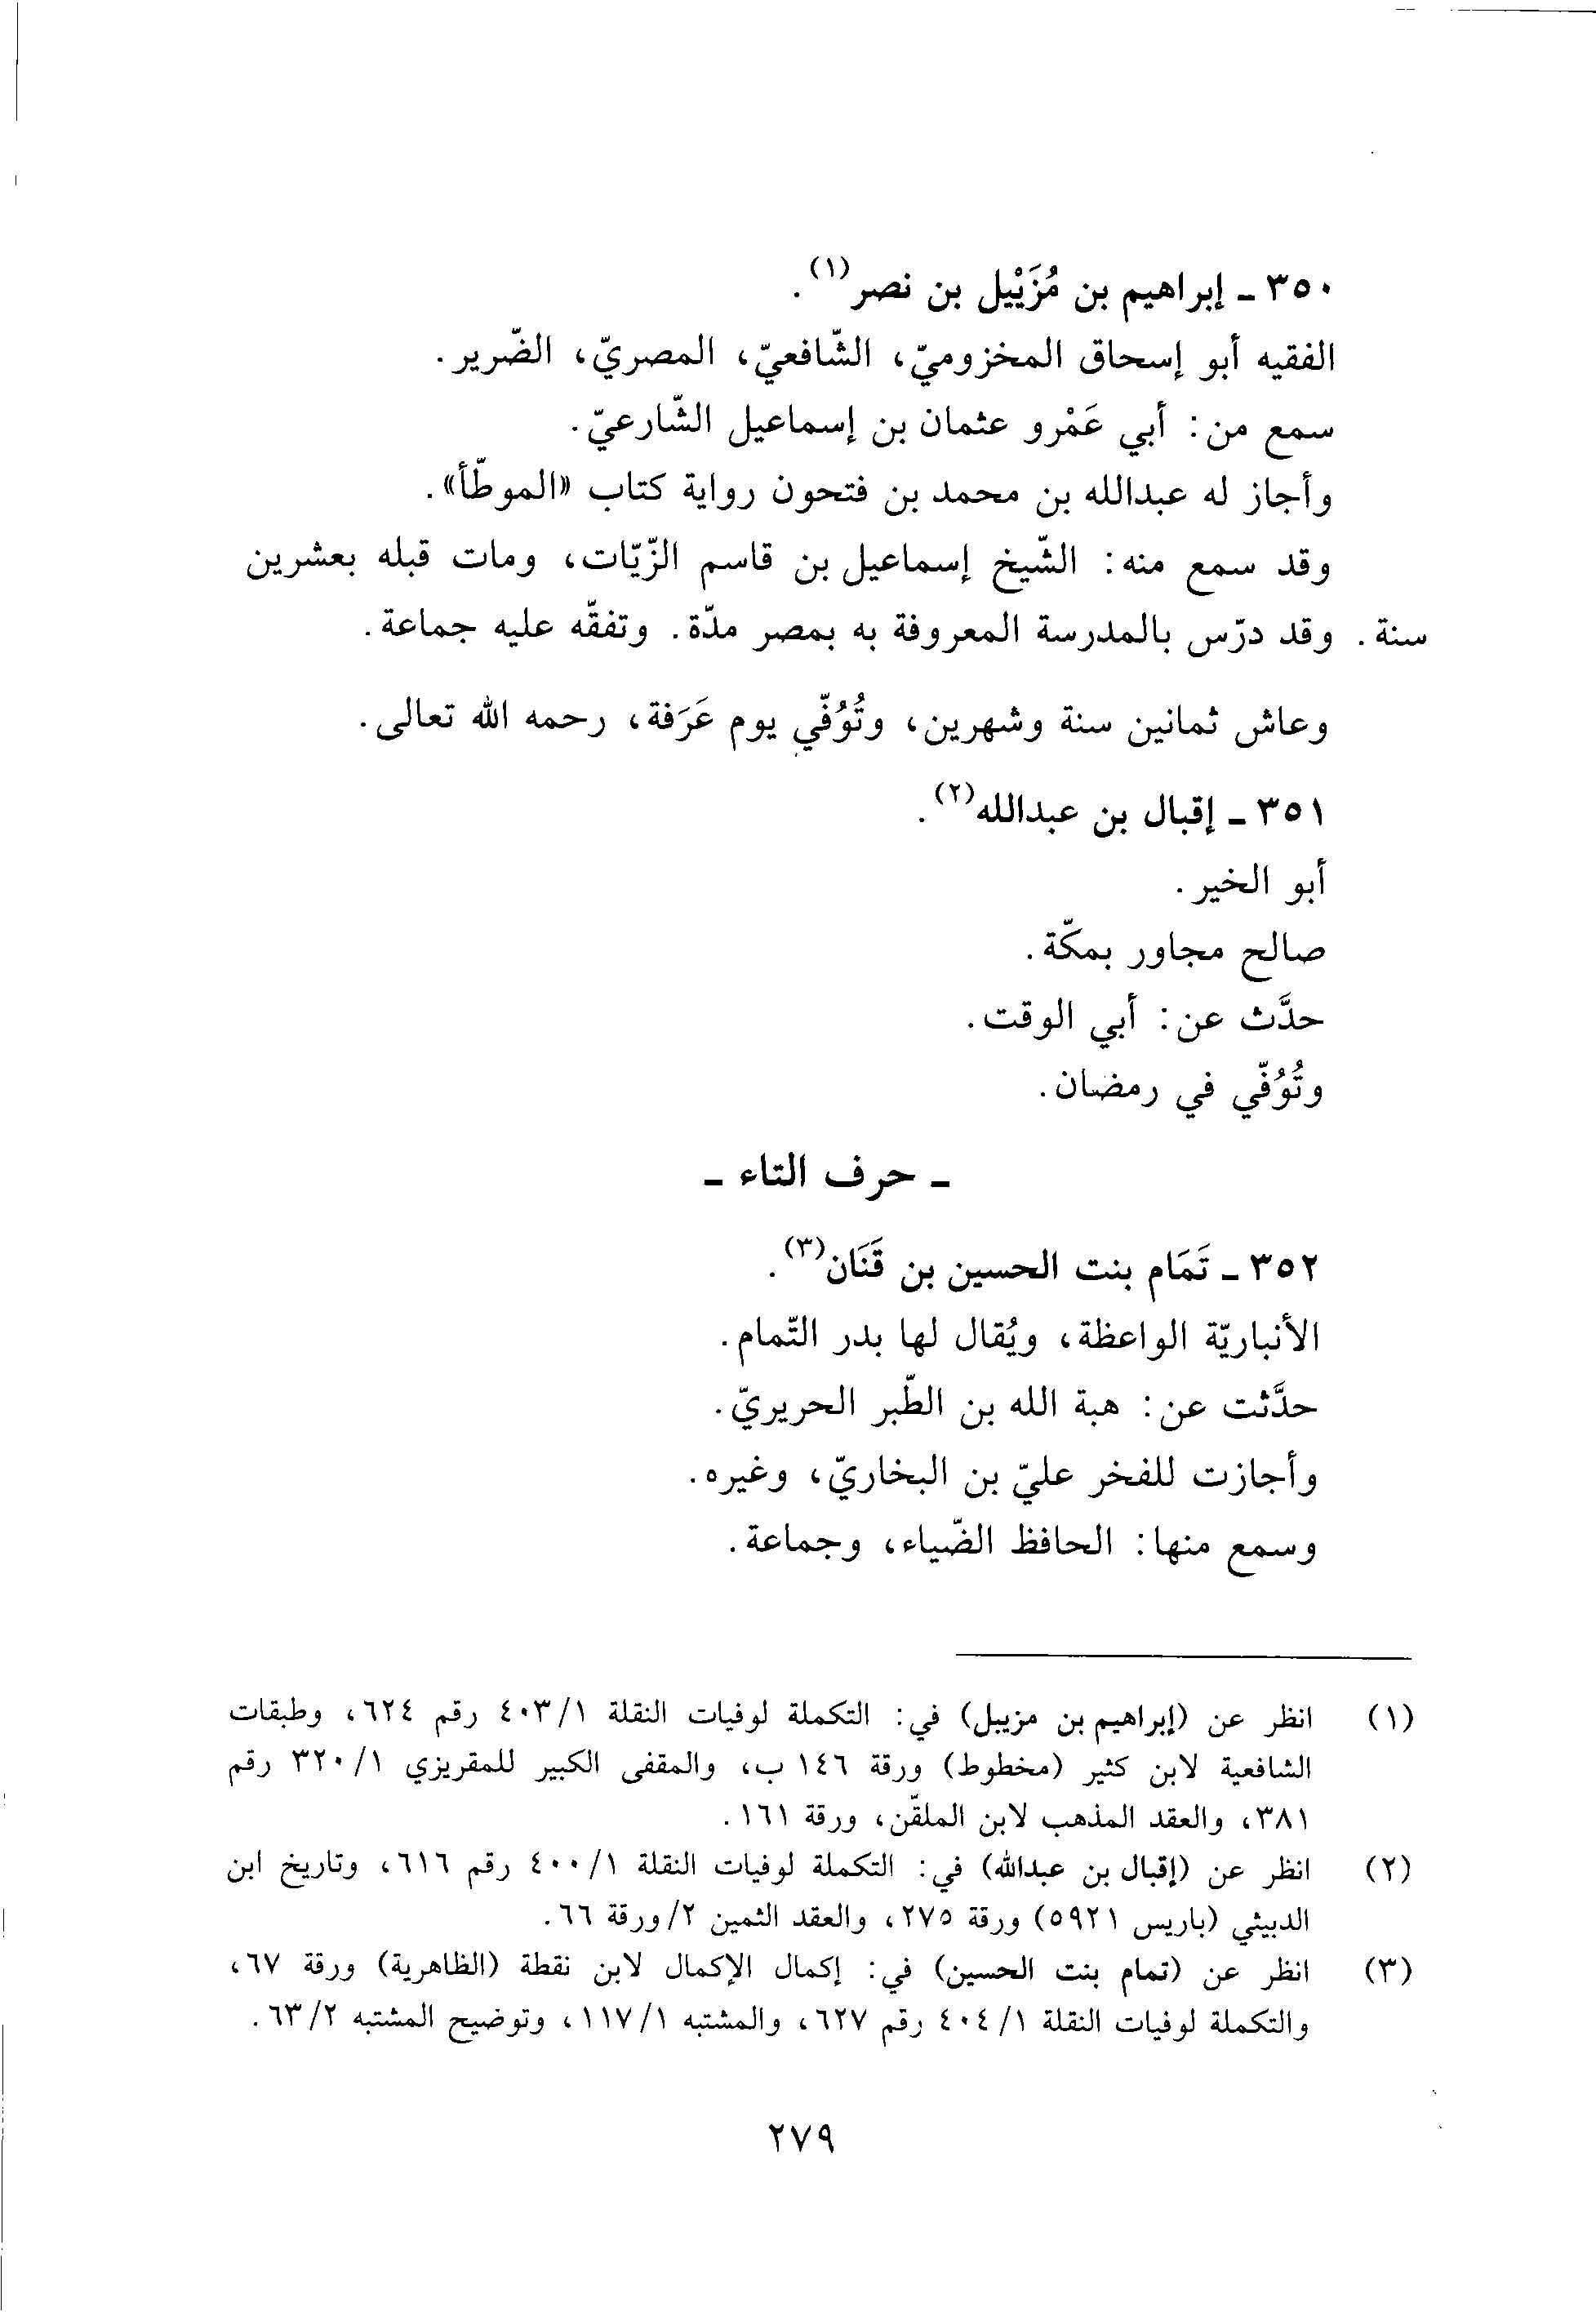 ٣٥٠ ـ إبراهيم بن مُزَيْبِل بن نصر(١).
الفقيه أبو إسحاق المخزوميّ، الشّافعيّ، المصريّ، الضّرير.
سمع من: أبي عَمْرو عثمان بن إسماعيل الشّارعيّ.
وأجاز له عبدالله بن محمد بن فتحون رواية كتاب «الموطّأ».
وقد سمع منه: الشّيخ إسماعيل بن قاسم الزّيّات، ومات قبله بعشرين
سنة. وقد درّس بالمدرسة المعروفة به بمصر مدّة. وتفقّه عليه جماعة.
وعاش ثمانين سنة وشهرين، وتُوُفّي يوم عَرَفة، رحمه الله تعالى.
٣٥١ ـ إقبال بن عبدالله(٢).
أبو الخير.
صالح مجاور بمكّة.
حدَّث عن: أبي الوقت.
وتُوُفّي في رمضان.
ـ حرف التاء ـ
٣٥٢ ـ تَمَام بنت الحسين بن قَنَان(٣).
الأنباريّة الواعظة، ويُقال لها بدر التّمام.
حدَّثت عن: هبة الله بن الطّبر الحريريّ.
وأجازت للفخر عليّ بن البخاريّ، وغيره.
وسمع منها: الحافظ الضّياء، وجماعة.
(١) انظر عن (إبراهيم بن مزيبل) في: التكملة لوفيات النقلة ٤٠٣/١ رقم ٦٢٤، وطبقات
الشافعية لابن كثير (مخطوط) ورقة ١٤٦ ب، والمقفى الكبير للمقريزي ٣٢٠/١ رقم
٣٨١، والعقد المذهب لابن الملقّن، ورقة ١٦١.
(٢) انظر عن (إقبال بن عبدالله) في: التكملة لوفيات النقلة ٤٠٠/١ رقم ٦١٦، وتاريخ ابن
الدبيثي (باريس ٥٩٢١) ورقة ٢٧٥، والعقد الثمين ٢/ورقة ٦٦.
(٣) انظر عن (تمام بنت الحسين) في: إكمال الإكمال لابن نقطة (الظاهرية) ورقة ٦٧،
والتكملة لوفيات النقلة ٤٠٤/١ رقم ٦٢٧، والمشتبه ١١٧/١، وتوضيح المشتبه ٦٣/٢.
٢٧٩